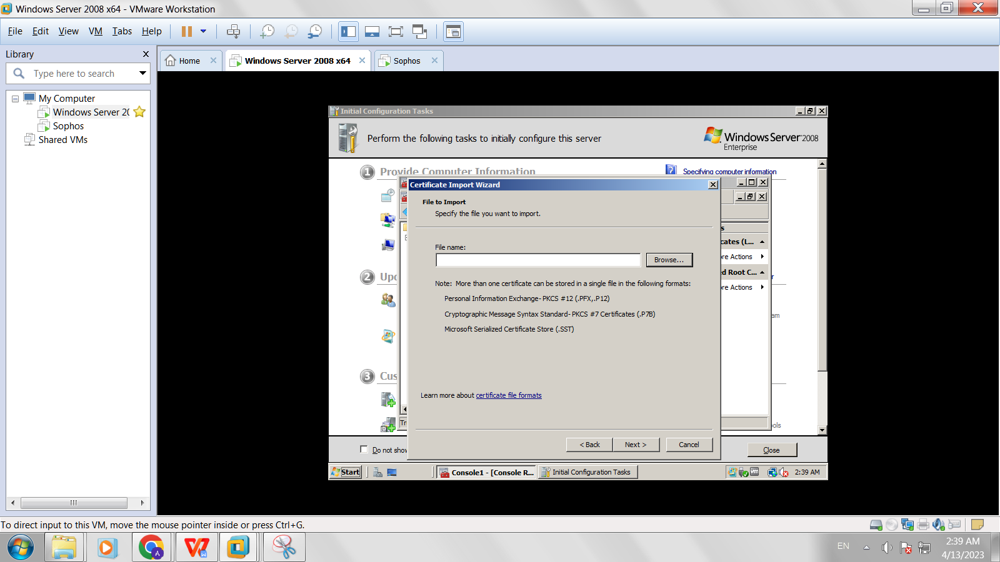 Windows Server 2008 x64 - VMware Workstation
File Edit View VM Tabs Help
Library
Type here to search
My Computer
Windows Server 20
Sophos
Shared VMs
Home
Windows Server 2008 x64
Sophos
Initial Configuration Tasks
Perform the following tasks to initially configure this server
Windows Server 2008
Enterprise
1 Provide Computer Information
Specifying computer information
Certificate Import Wizard
File to Import
Specify the file you want to import.
File name:
Browse...
Note: More than one certificate can be stored in a single file in the following formats:
Personal Information Exchange- PKCS #12 (.PFX,.P12)
Cryptographic Message Syntax Standard- PKCS #7 Certificates (.P7B)
Microsoft Serialized Certificate Store (.SST)
Learn more about certificate file formats
< Back
Next >
Cancel
s
cates (L...
re Actions
d Root C...
re Actions
r
am
ools
2 Upd
3 Cus
Tr
Do not show
Close
Start
Console1 - [Console R...
Initial Configuration Tasks
vm
2:39 AM
To direct input to this VM, move the mouse pointer inside or press Ctrl+G.
A
W
EN
2:39 AM
4/13/2023